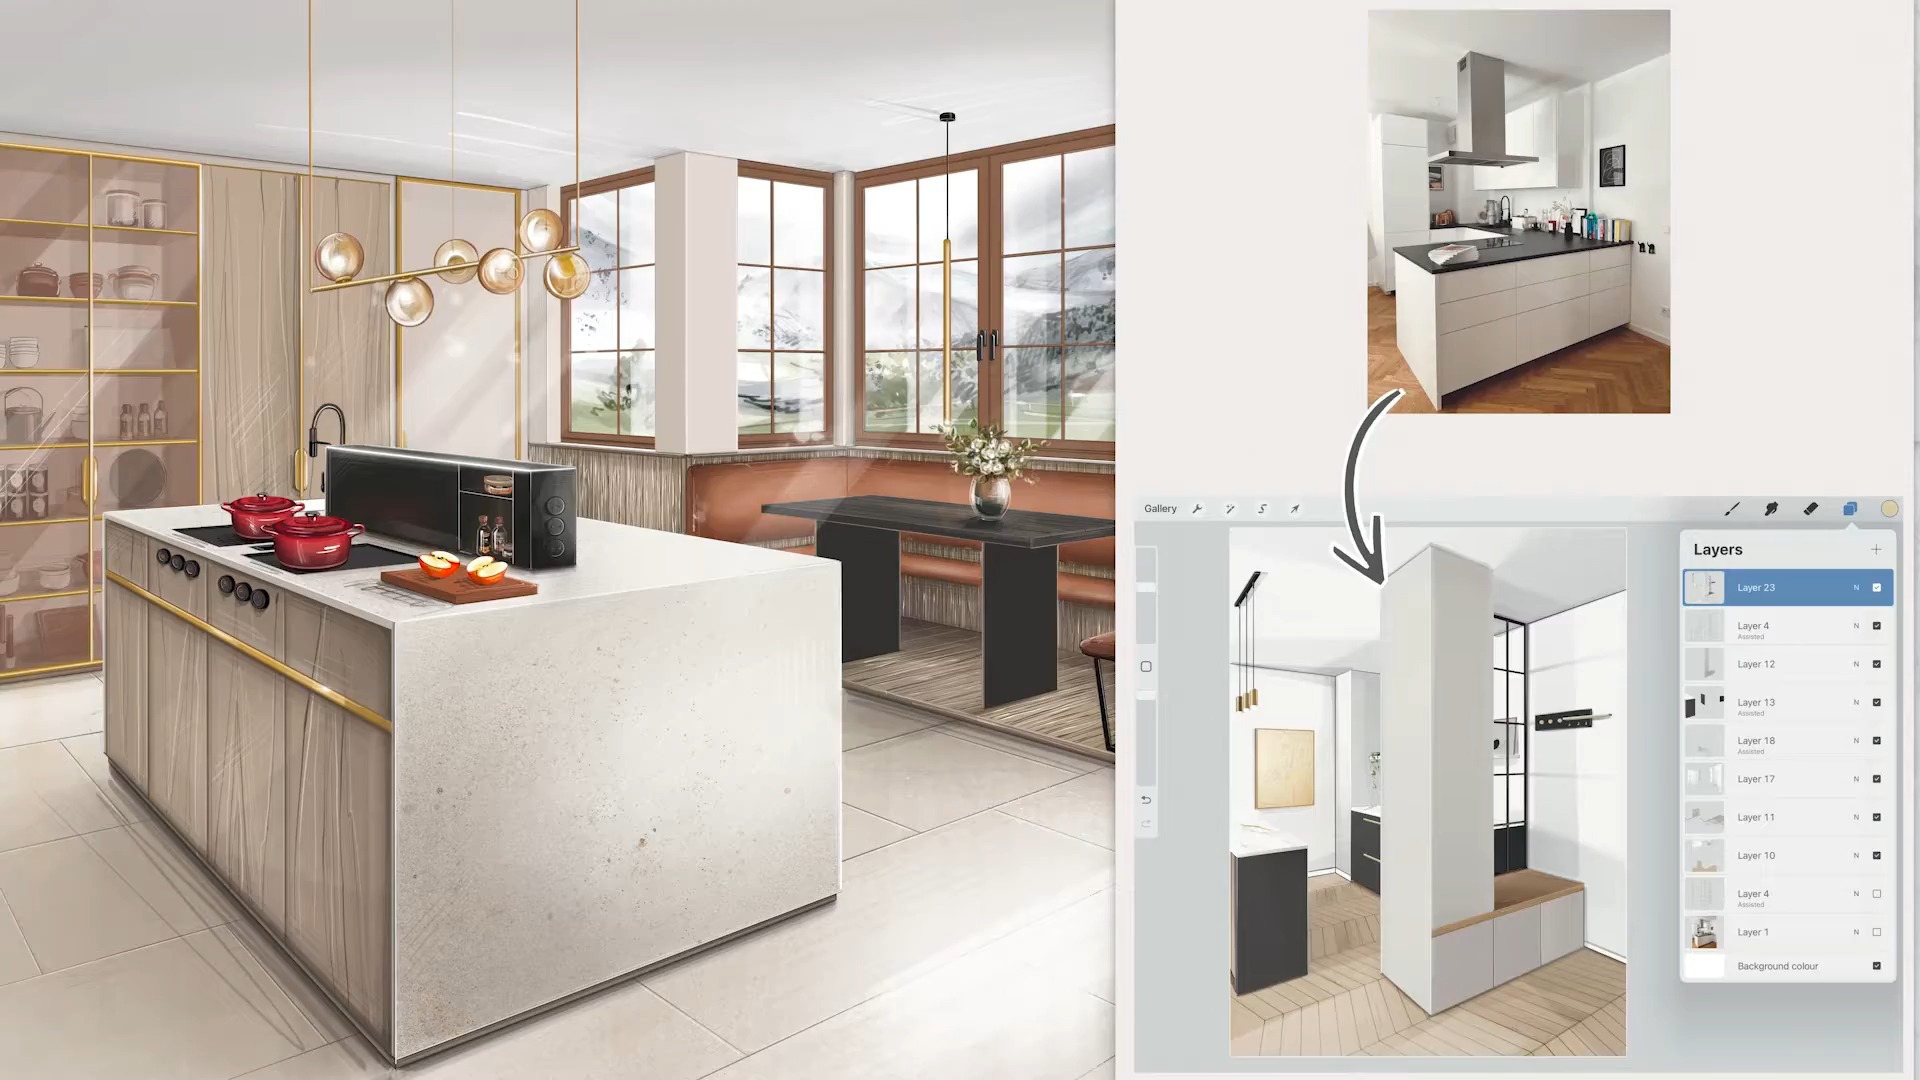 Gallery
Layers
Layer 23 N
Layer 4 N
Assisted
Layer 12 N
Layer 13 N
Assisted
Layer 18 N
Assisted
Layer 17 N
Layer 11 N
Layer 10 N
Layer 4 N
Assisted
Layer 1 N
Background colour